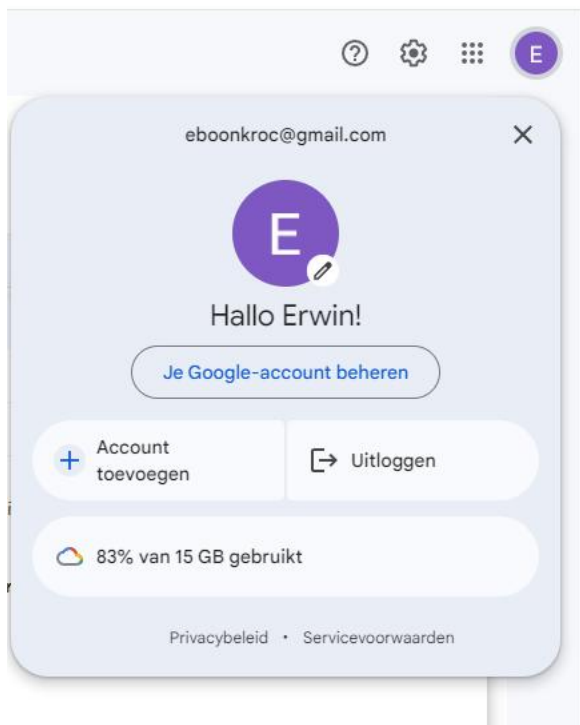 E
eboonkroc@gmail.com
E
Hallo Erwin!
Je Google-account beheren
Account
toevoegen
Uitloggen
83% van 15 GB gebruikt
Privacybeleid • Servicevoorwaarden